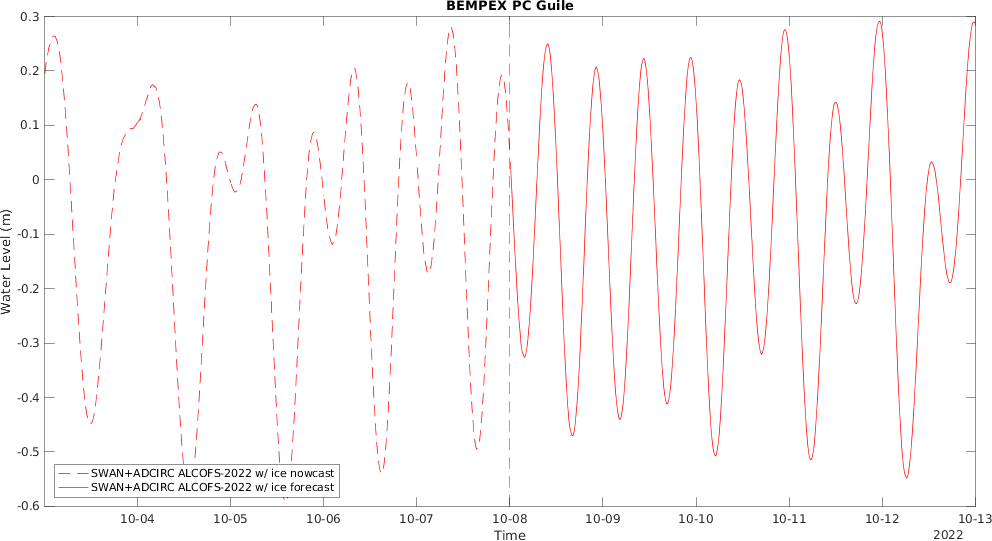 BEMPEX PC Guile
0.3
0.2
0.1
0
-0.1
-0.2
-0.3
-0.4
-0.5
-0.6
Water Level (m)
SWAN+ADCIRC ALCOFS-2022 w/ ice nowcast
SWAN+ADCIRC ALCOFS-2022 w/ ice forecast
10-04 10-05 10-06 10-07 10-08 10-09 10-10 10-11 10-12 10-13
Time
2022